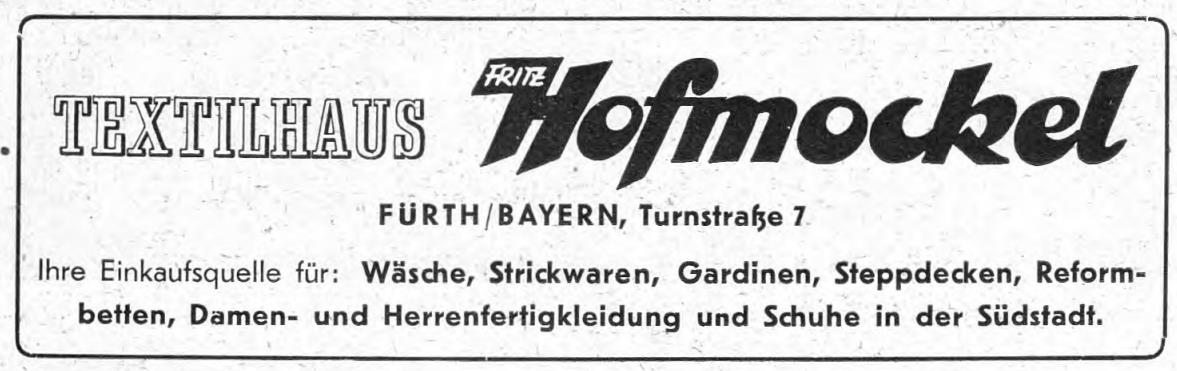 TEXTILHAUS FRITZ Hofmockel
FÜRTH/BAYERN, Turnstraße 7
Ihre Einkaufsquelle für: Wäsche, Strickwaren, Gardinen, Steppdecken, Reform-
betten, Damen- und Herrenfertigkleidung und Schuhe in der Südstadt.